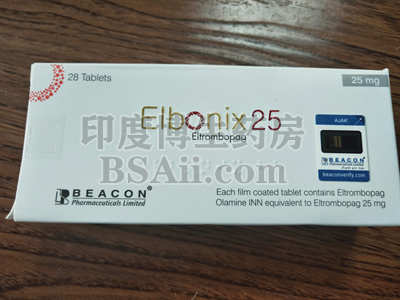 28 Tablets
25 mg
Elbonix 25
Eltrombopag
AJAK
印度博生药房
BSAii.com
beaconverify.com
BEACON®
Pharmaceuticals Limited
Each film coated tablet contains Eltrombopag
Olamine INN equivalent to Eltrombopag 25 mg